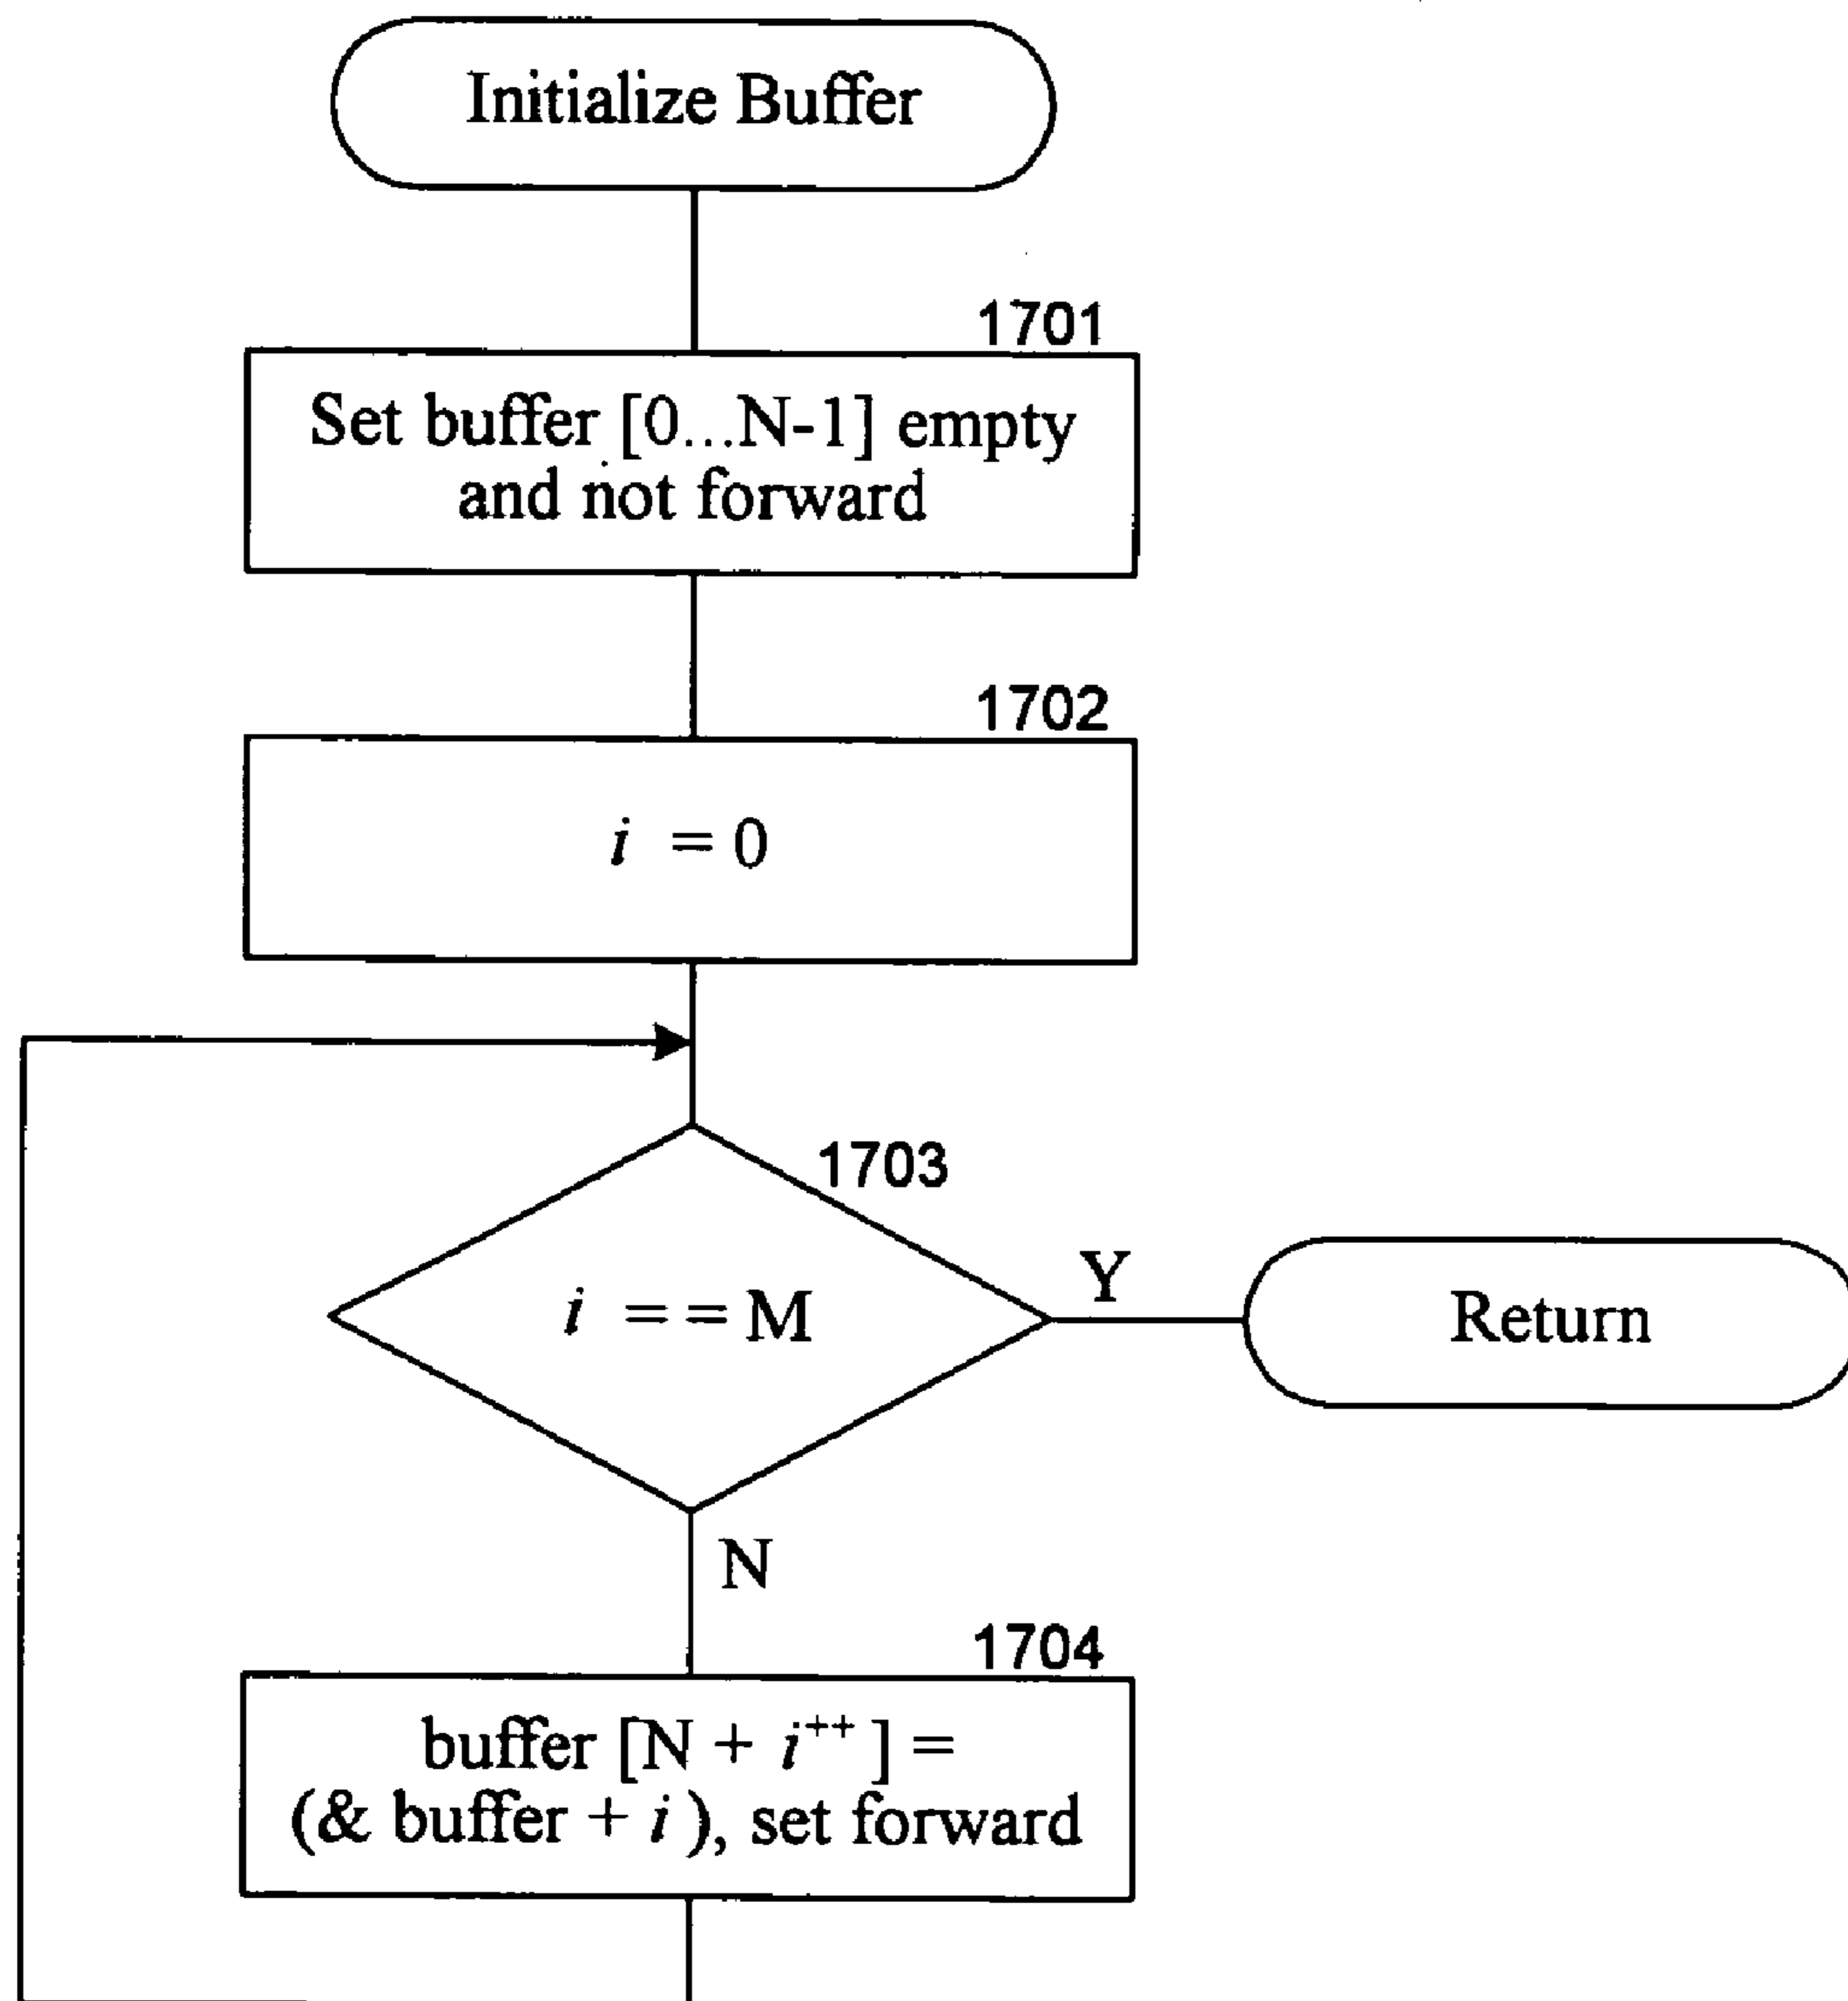 Initialize Buffer
1701
Set buffer [0...N-1] empty
and not forward
1702
i = 0
1703
i == M
Y
Return
N
1704
buffer [N + i++ ] =
(& buffer + i ), set forward